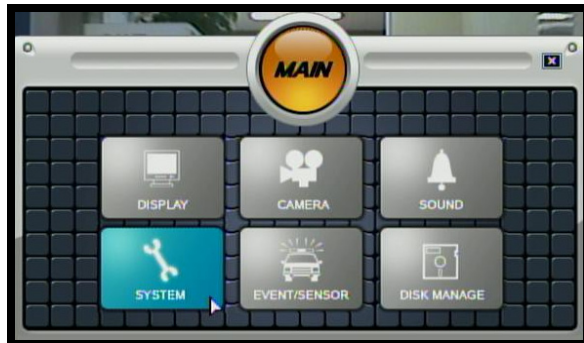 MAIN
DISPLAY
CAMERA
SOUND
SYSTEM
EVENT/SENSOR
DISK MANAGE